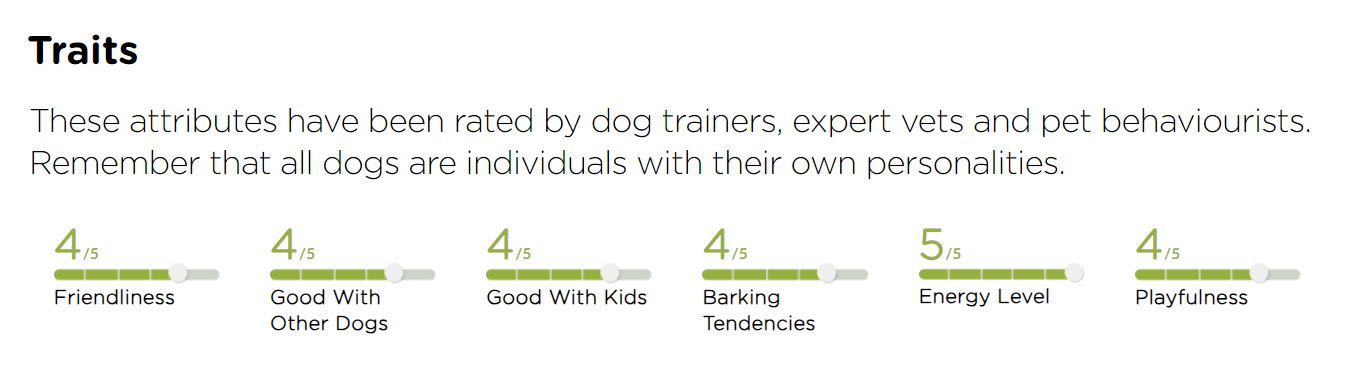 Traits
These attributes have been rated by dog trainers, expert vets and pet behaviourists.
Remember that all dogs are individuals with their own personalities.
4/5
Friendliness
4/5
Good With
Other Dogs
4/5
Good With Kids
4/5
Barking
Tendencies
5/5
Energy Level
4/5
Playfulness